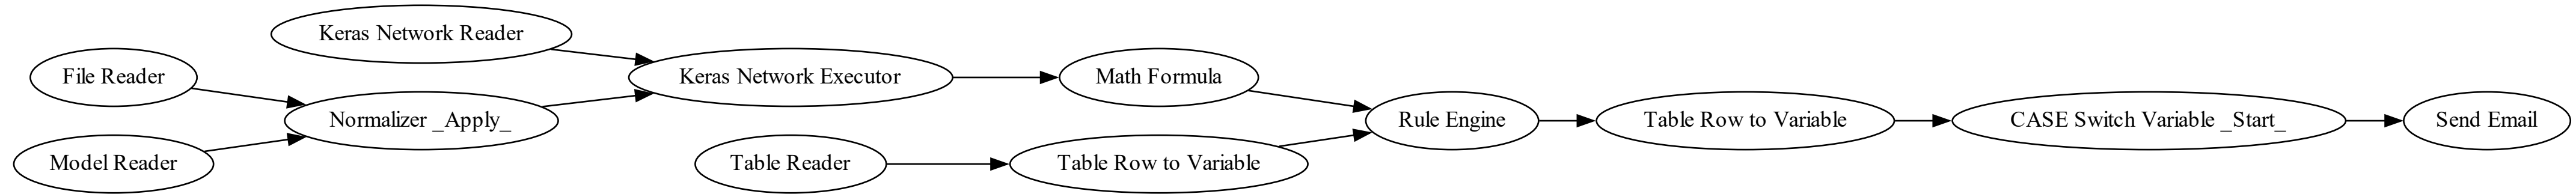 Keras Network Reader
File Reader
Keras Network Executor
Math Formula
Normalizer _Apply_
Rule Engine
Table Row to Variable
CASE Switch Variable _Start_
Send Email
Model Reader
Table Reader
Table Row to Variable